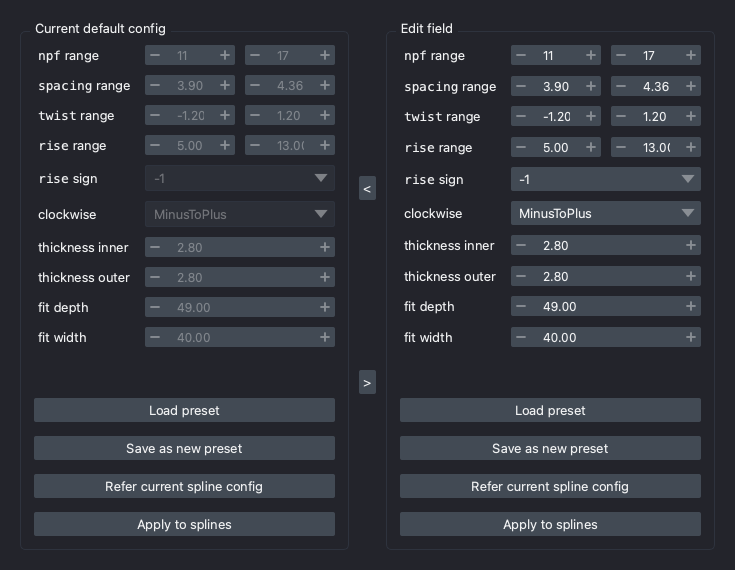 Current default config
npf range 11 17
spacing range 3.90 4.36
twist range -1.20 1.20
rise range 5.00 13.0(
rise sign -1
clockwise MinusToPlus
thickness inner 2.80
thickness outer 2.80
fit depth 49.00
fit width 40.00
Load preset
Save as new preset
Refer current spline config
Apply to splines
<
>
Edit field
npf range 11 17
spacing range 3.90 4.36
twist range -1.20 1.20
rise range 5.00 13.0(
rise sign -1
clockwise MinusToPlus
thickness inner 2.80
thickness outer 2.80
fit depth 49.00
fit width 40.00
Load preset
Save as new preset
Refer current spline config
Apply to splines